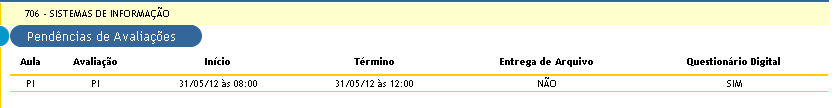 706 - SISTEMAS DE INFORMAÇÃO
Pendências de Avaliações
Aula Avaliação Início Término Entrega de Arquivo Questionário Digital
PI PI 31/05/12 às 08:00 31/05/12 às 12:00 NÃO SIM